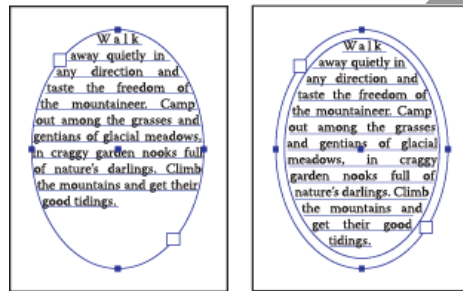 Walk
away quietly in
any direction and
taste the freedom of
the mountaineer. Camp
out among the grasses and
gentians of glacial meadows,
in craggy garden nooks full
of nature's darlings. Climb
the mountains and get their
good tidings.
Walk
away quietly in
any direction and
taste the freedom of
the mountaineer. Camp
out among the grasses
and gentians of glacial
meadows, in craggy
garden nooks full of
nature's darlings. Climb
the mountains and
get their good
tidings.